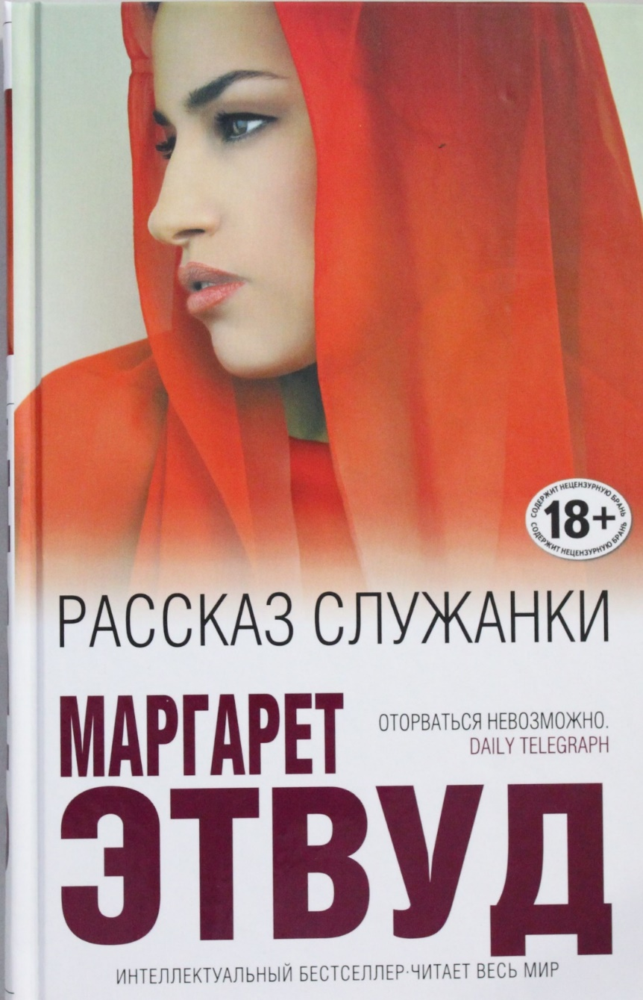 СОДЕРЖИТ НЕЦЕНЗУРНУЮ БРАНЬ
18+
СОДЕРЖИТ НЕЦЕНЗУРНУЮ БРАНЬ
РАССКАЗ СЛУЖАНКИ
МАРГАРЕТ
ЭТВУД
ОТОРВАТЬСЯ НЕВОЗМОЖНО.
DAILY TELEGRAPH
ИНТЕЛЛЕКТУАЛЬНЫЙ БЕСТСЕЛЛЕР·ЧИТАЕТ ВЕСЬ МИР